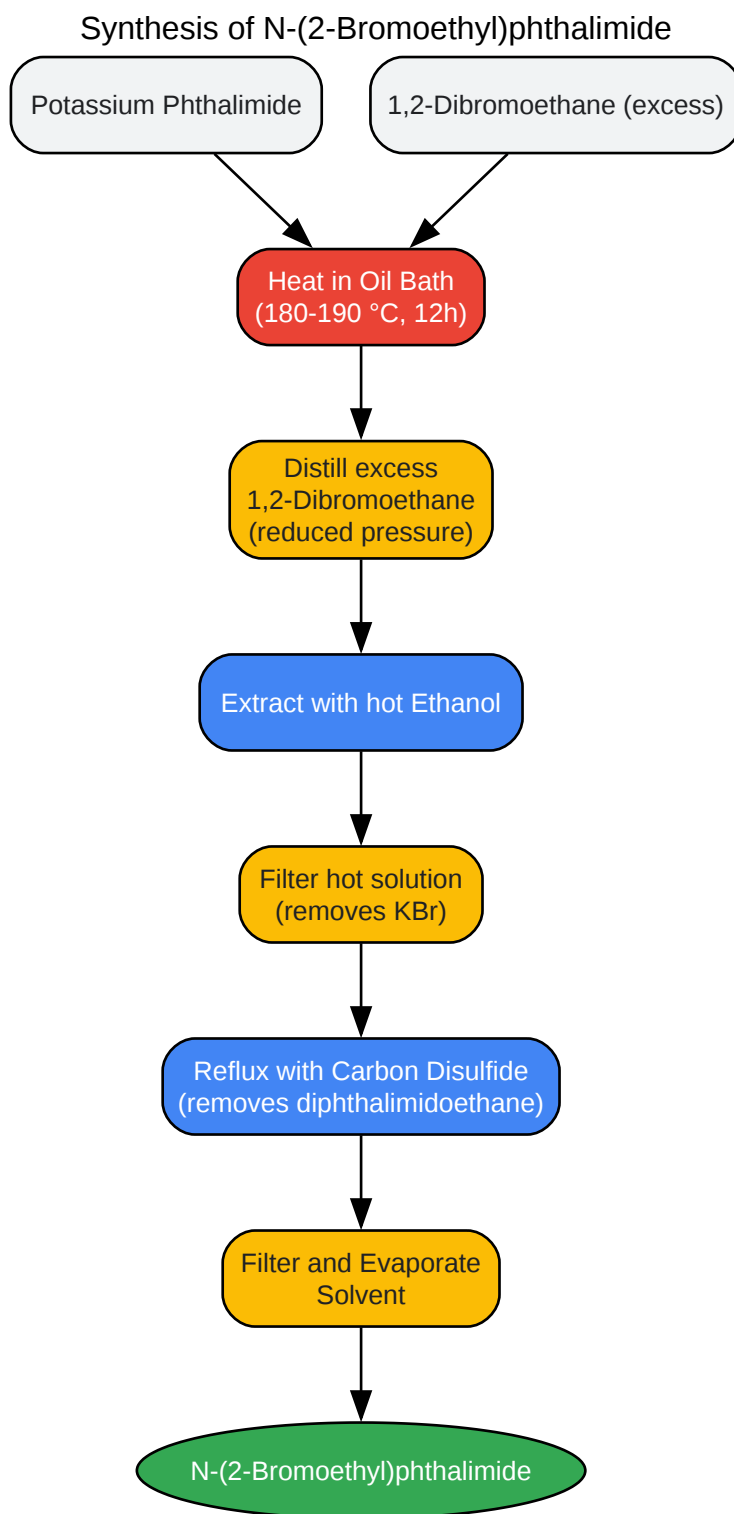 Synthesis of N-(2-Bromoethyl)phthalimide
Potassium Phthalimide
1,2-Dibromoethane (excess)
Heat in Oil Bath
(180-190 °C, 12h)
Distill excess
1,2-Dibromoethane
(reduced pressure)
Extract with hot Ethanol
Filter hot solution
(removes KBr)
Reflux with Carbon Disulfide
(removes diphthalimidoethane)
Filter and Evaporate
Solvent
N-(2-Bromoethyl)phthalimide